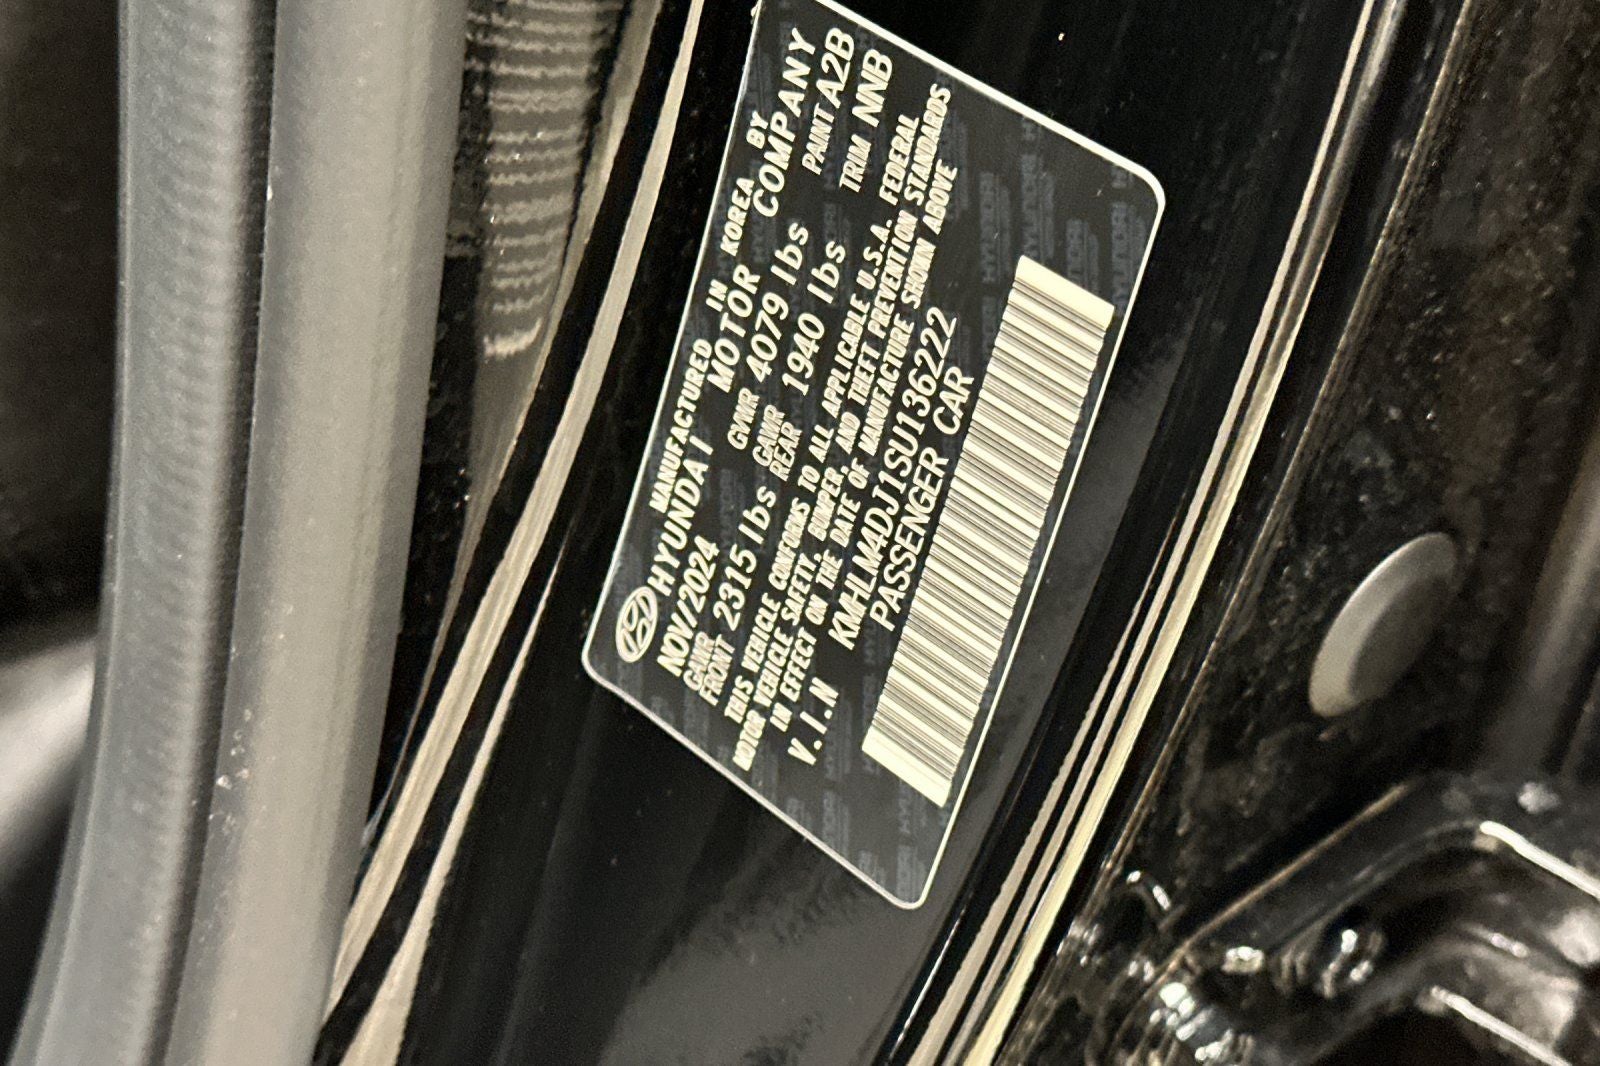 MANUFACTURED IN KOREA BY
HYUNDAI MOTOR COMPANY
NOV/2024 GVWR 4079 lbs PAINT A2B
GAWR FRONT 2315 lbs GAWR REAR 1940 lbs TRIM NNB
THIS VEHICLE CONFORMS TO ALL APPLICABLE U.S.A. FEDERAL
MOTOR VEHICLE SAFETY, BUMPER, AND THEFT PREVENTION STANDARDS
IN EFFECT ON THE DATE OF MANUFACTURE SHOWN ABOVE
V.I.N KMHLM4DJ1SU136222
PASSENGER CAR